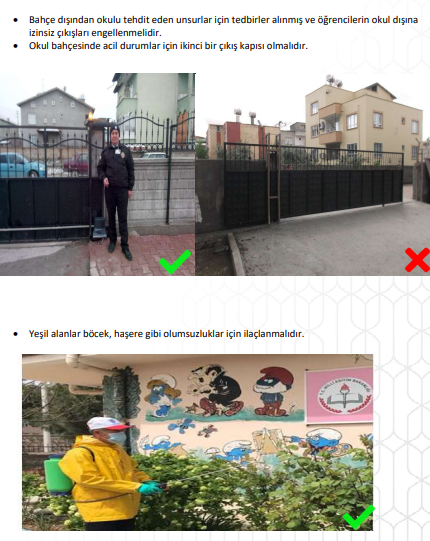 Bahçe dışından okulu tehdit eden unsurlar için tedbirler alınmış ve öğrencilerin okul dışına
izinsiz çıkışları engellenmelidir.
Okul bahçesinde acil durumlar için ikinci bir çıkış kapısı olmalıdır.
Yeşil alanlar böcek, haşere gibi olumsuzluklar için ilaçlanmalıdır.